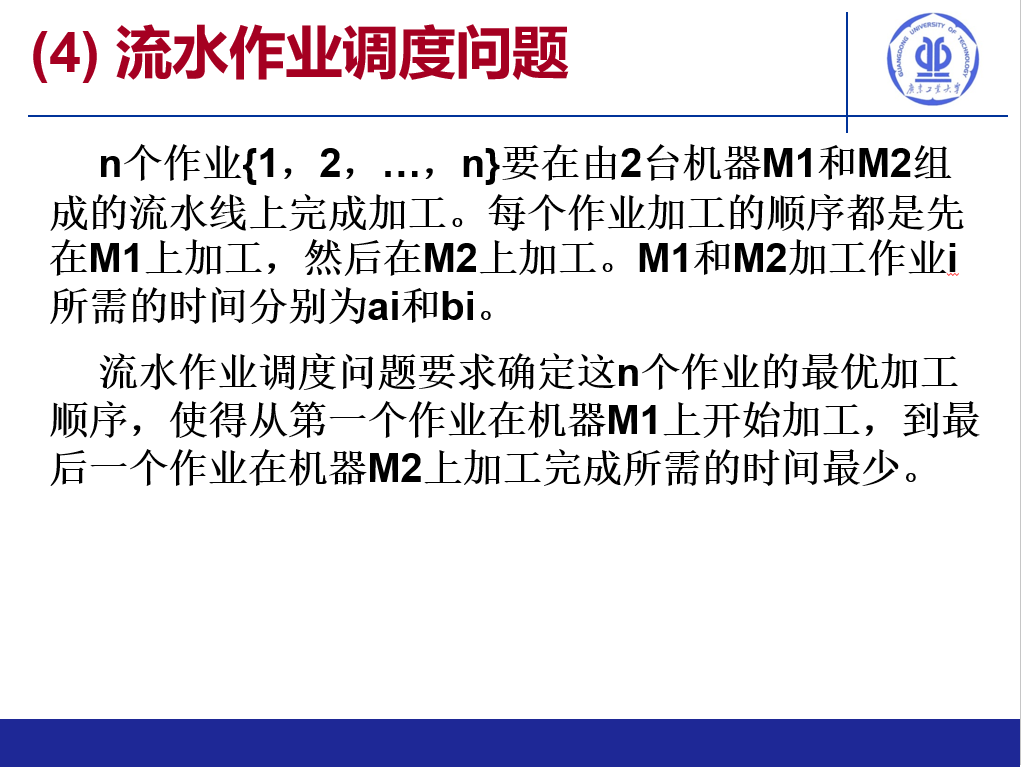 (4) 流水作业调度问题
GUANGDONG UNIVERSITY OF TECHNOLOGY
广东工业大学
n个作业{1，2，…，n}要在由2台机器M1和M2组
成的流水线上完成加工。每个作业加工的顺序都是先
在M1上加工，然后在M2上加工。M1和M2加工作业i
所需的时间分别为ai和bi。
流水作业调度问题要求确定这n个作业的最优加工
顺序，使得从第一个作业在机器M1上开始加工，到最
后一个作业在机器M2上加工完成所需的时间最少。